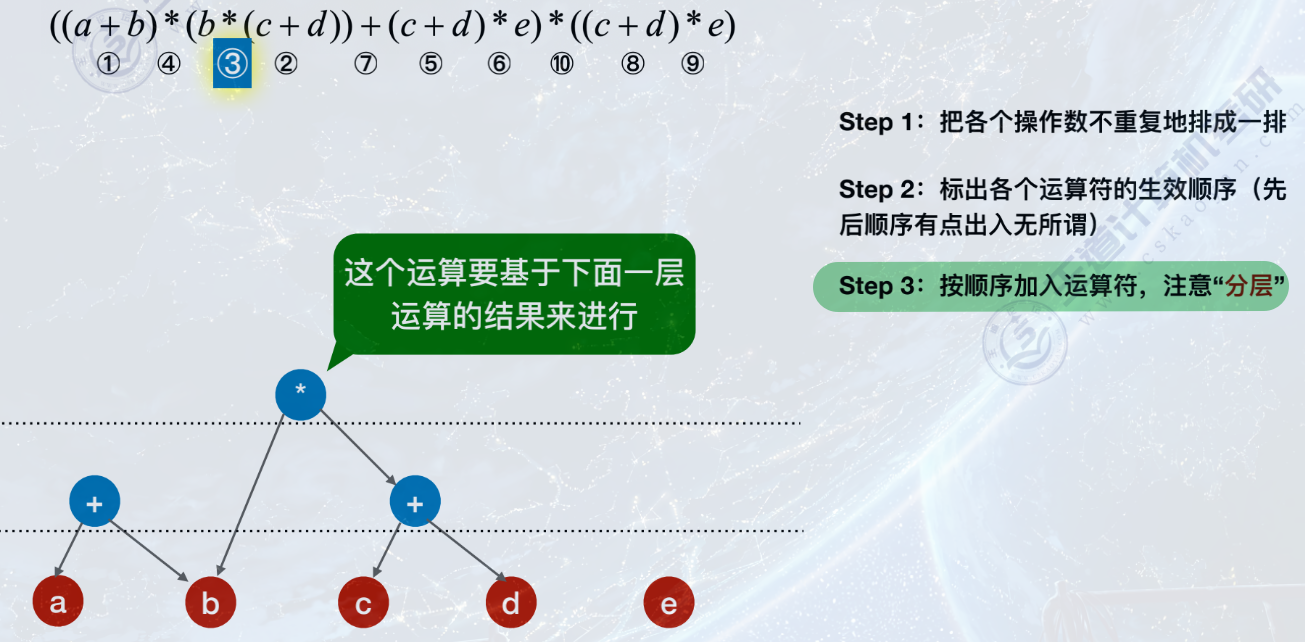 ((a+b)*(b*(c+d))+(c+d)*e)*((c+d)*e)
① ④ ③ ② ⑦ ⑤ ⑥ ⑩ ⑧ ⑨
Step 1：把各个操作数不重复地排成一排
Step 2：标出各个运算符的生效顺序（先
后顺序有点出入无所谓）
Step 3：按顺序加入运算符，注意“分层”
这个运算要基于下面一层
运算的结果来进行
*
+ +
a b c d e